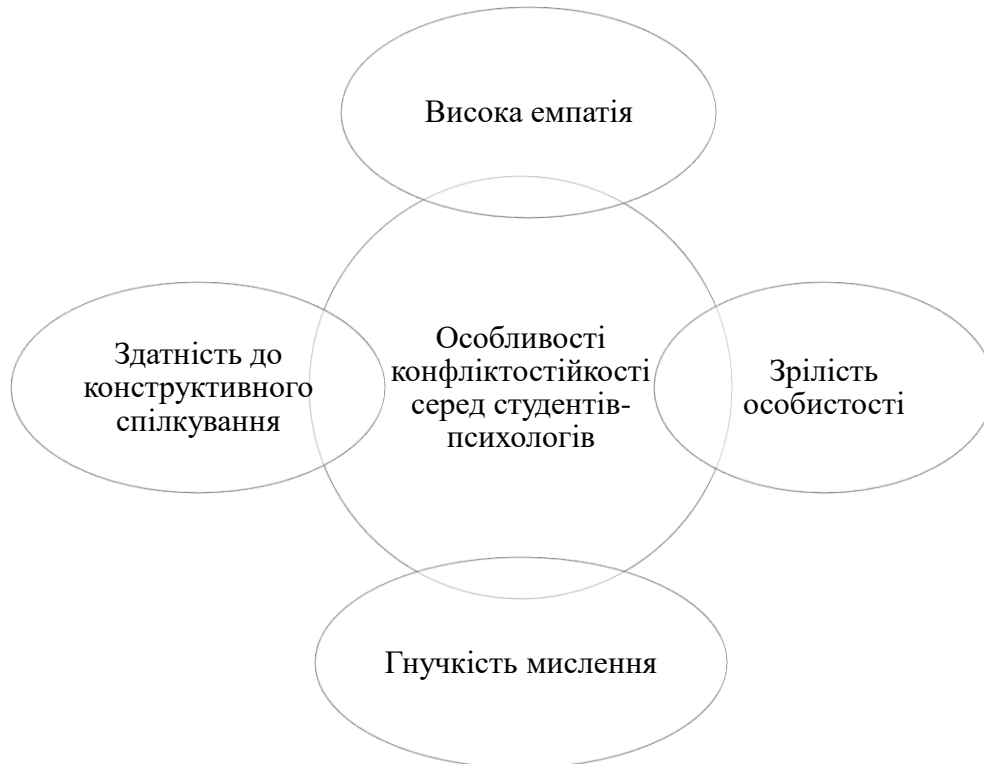 Висока емпатія
Здатність до
конструктивного
спілкування
Особливості
конфліктостійкості
серед студентів-
психологів
Зрілість
особистості
Гнучкість мислення